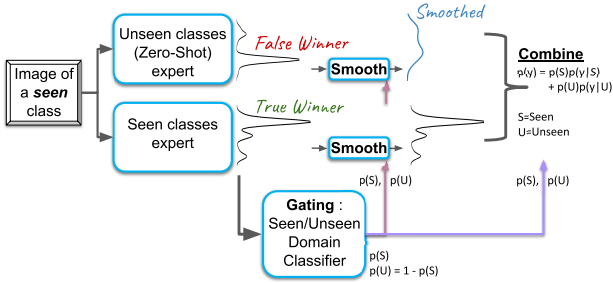 Image of
a seen
class
Unseen classes
(Zero-Shot)
expert
False Winner
Smooth
Smoothed
Seen classes
expert
True Winner
Smooth
Combine
p(y) = p(S)p(y|S)
+ p(U)p(y|U)
S=Seen
U=Unseen
p(S), p(U)
p(S), p(U)
Gating :
Seen/Unseen
Domain
Classifier
p(S)
p(U) = 1 - p(S)